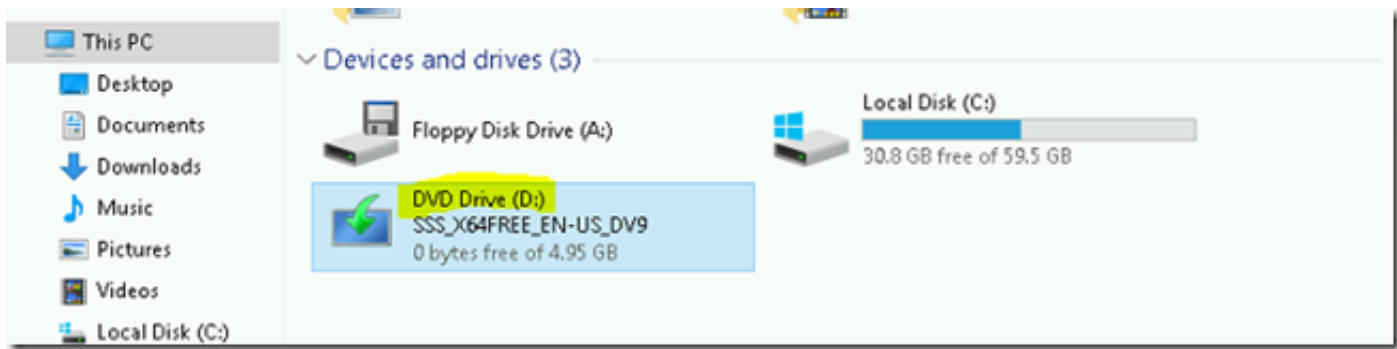 This PC
Desktop
Documents
Downloads
Music
Pictures
Videos
Local Disk (C:)
Devices and drives (3)
Floppy Disk Drive (A:)
Local Disk (C:)
30.8 GB free of 59.5 GB
DVD Drive (D:)
SSS_X64FREE_EN-US_DV9
0 bytes free of 4.95 GB